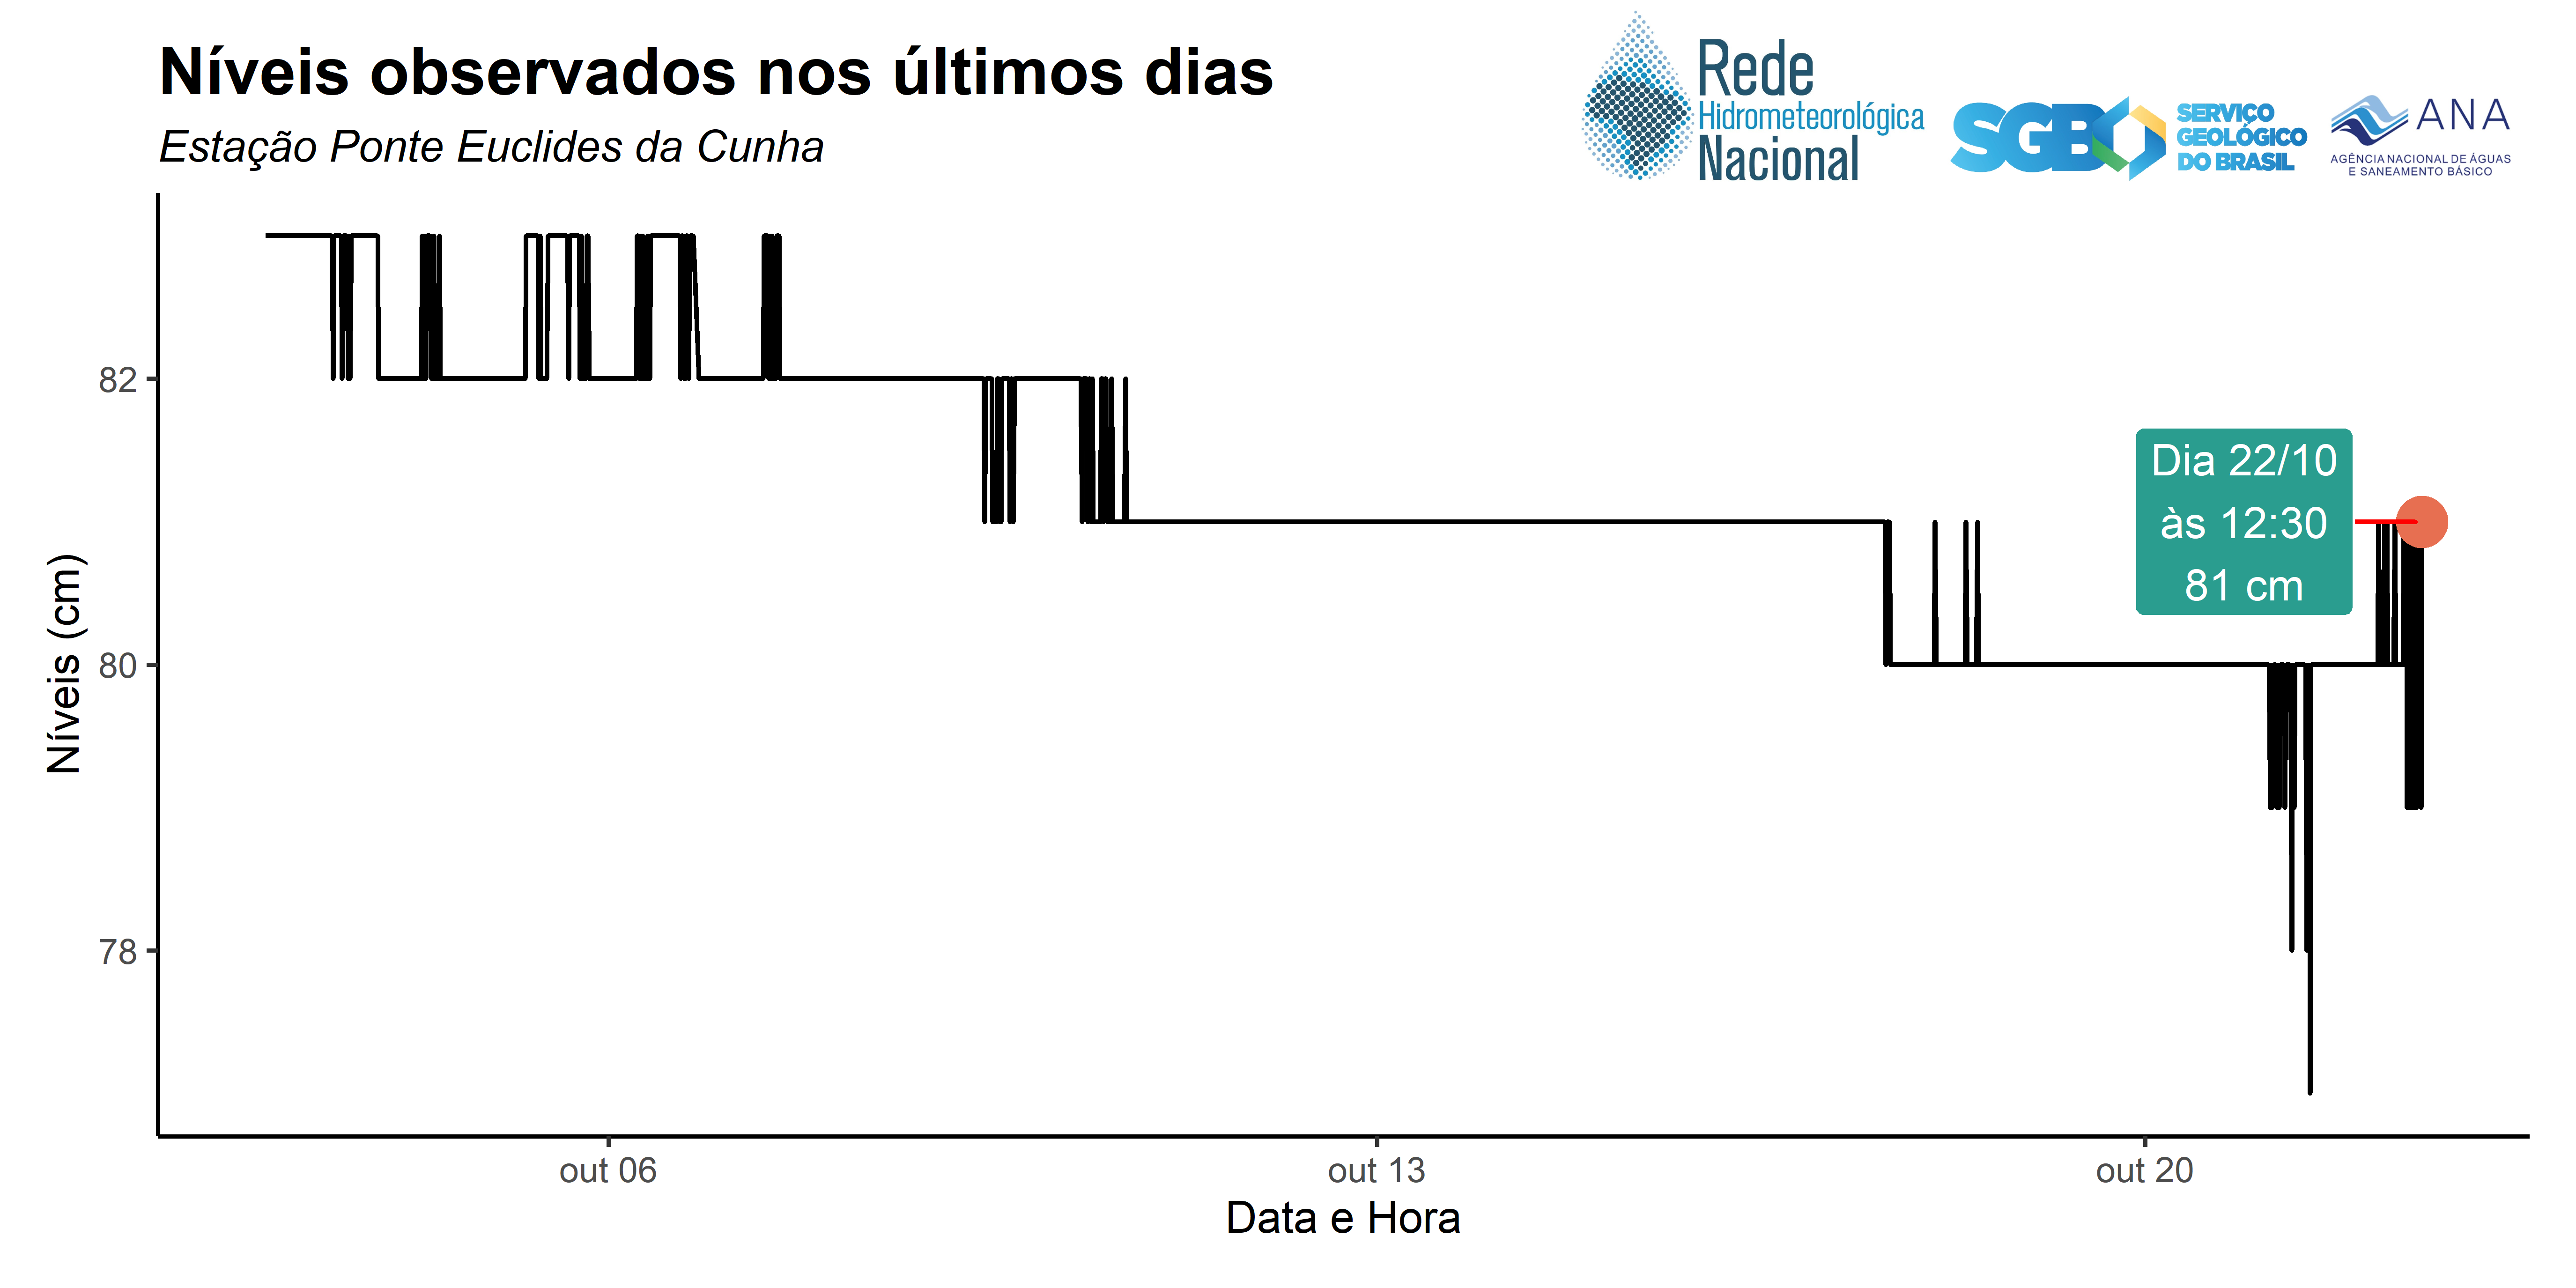 Níveis observados nos últimos dias
Estação Ponte Euclides da Cunha
Rede
Hidrometeorológica
Nacional
SGB
SERVIÇO
GEOLÓGICO
DO BRASIL
ANA
AGÊNCIA NACIONAL DE ÁGUAS
E SANEAMENTO BÁSICO
Níveis (cm)
82
80
78
Dia 22/10
às 12:30
81 cm
out 06
out 13
out 20
Data e Hora